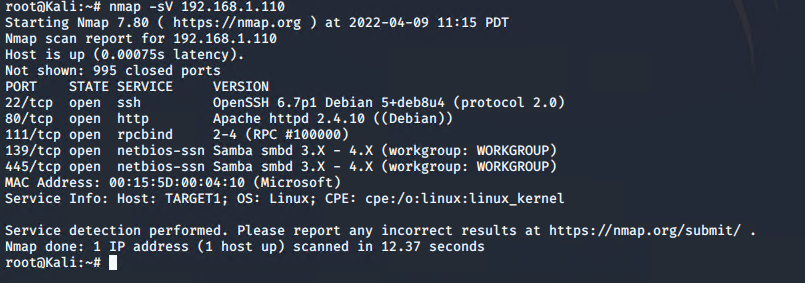 root@Kali:~# nmap -sV 192.168.1.110
Starting Nmap 7.80 ( https://nmap.org ) at 2022-04-09 11:15 PDT
Nmap scan report for 192.168.1.110
Host is up (0.00075s latency).
Not shown: 995 closed ports
PORT    STATE SERVICE     VERSION
22/tcp  open  ssh         OpenSSH 6.7p1 Debian 5+deb8u4 (protocol 2.0)
80/tcp  open  http        Apache httpd 2.4.10 ((Debian))
111/tcp open  rpcbind     2-4 (RPC #100000)
139/tcp open  netbios-ssn Samba smbd 3.X - 4.X (workgroup: WORKGROUP)
445/tcp open  netbios-ssn Samba smbd 3.X - 4.X (workgroup: WORKGROUP)
MAC Address: 00:15:5D:00:04:10 (Microsoft)
Service Info: Host: TARGET1; OS: Linux; CPE: cpe:/o:linux:linux_kernel

Service detection performed. Please report any incorrect results at https://nmap.org/submit/ .
Nmap done: 1 IP address (1 host up) scanned in 12.37 seconds
root@Kali:~#